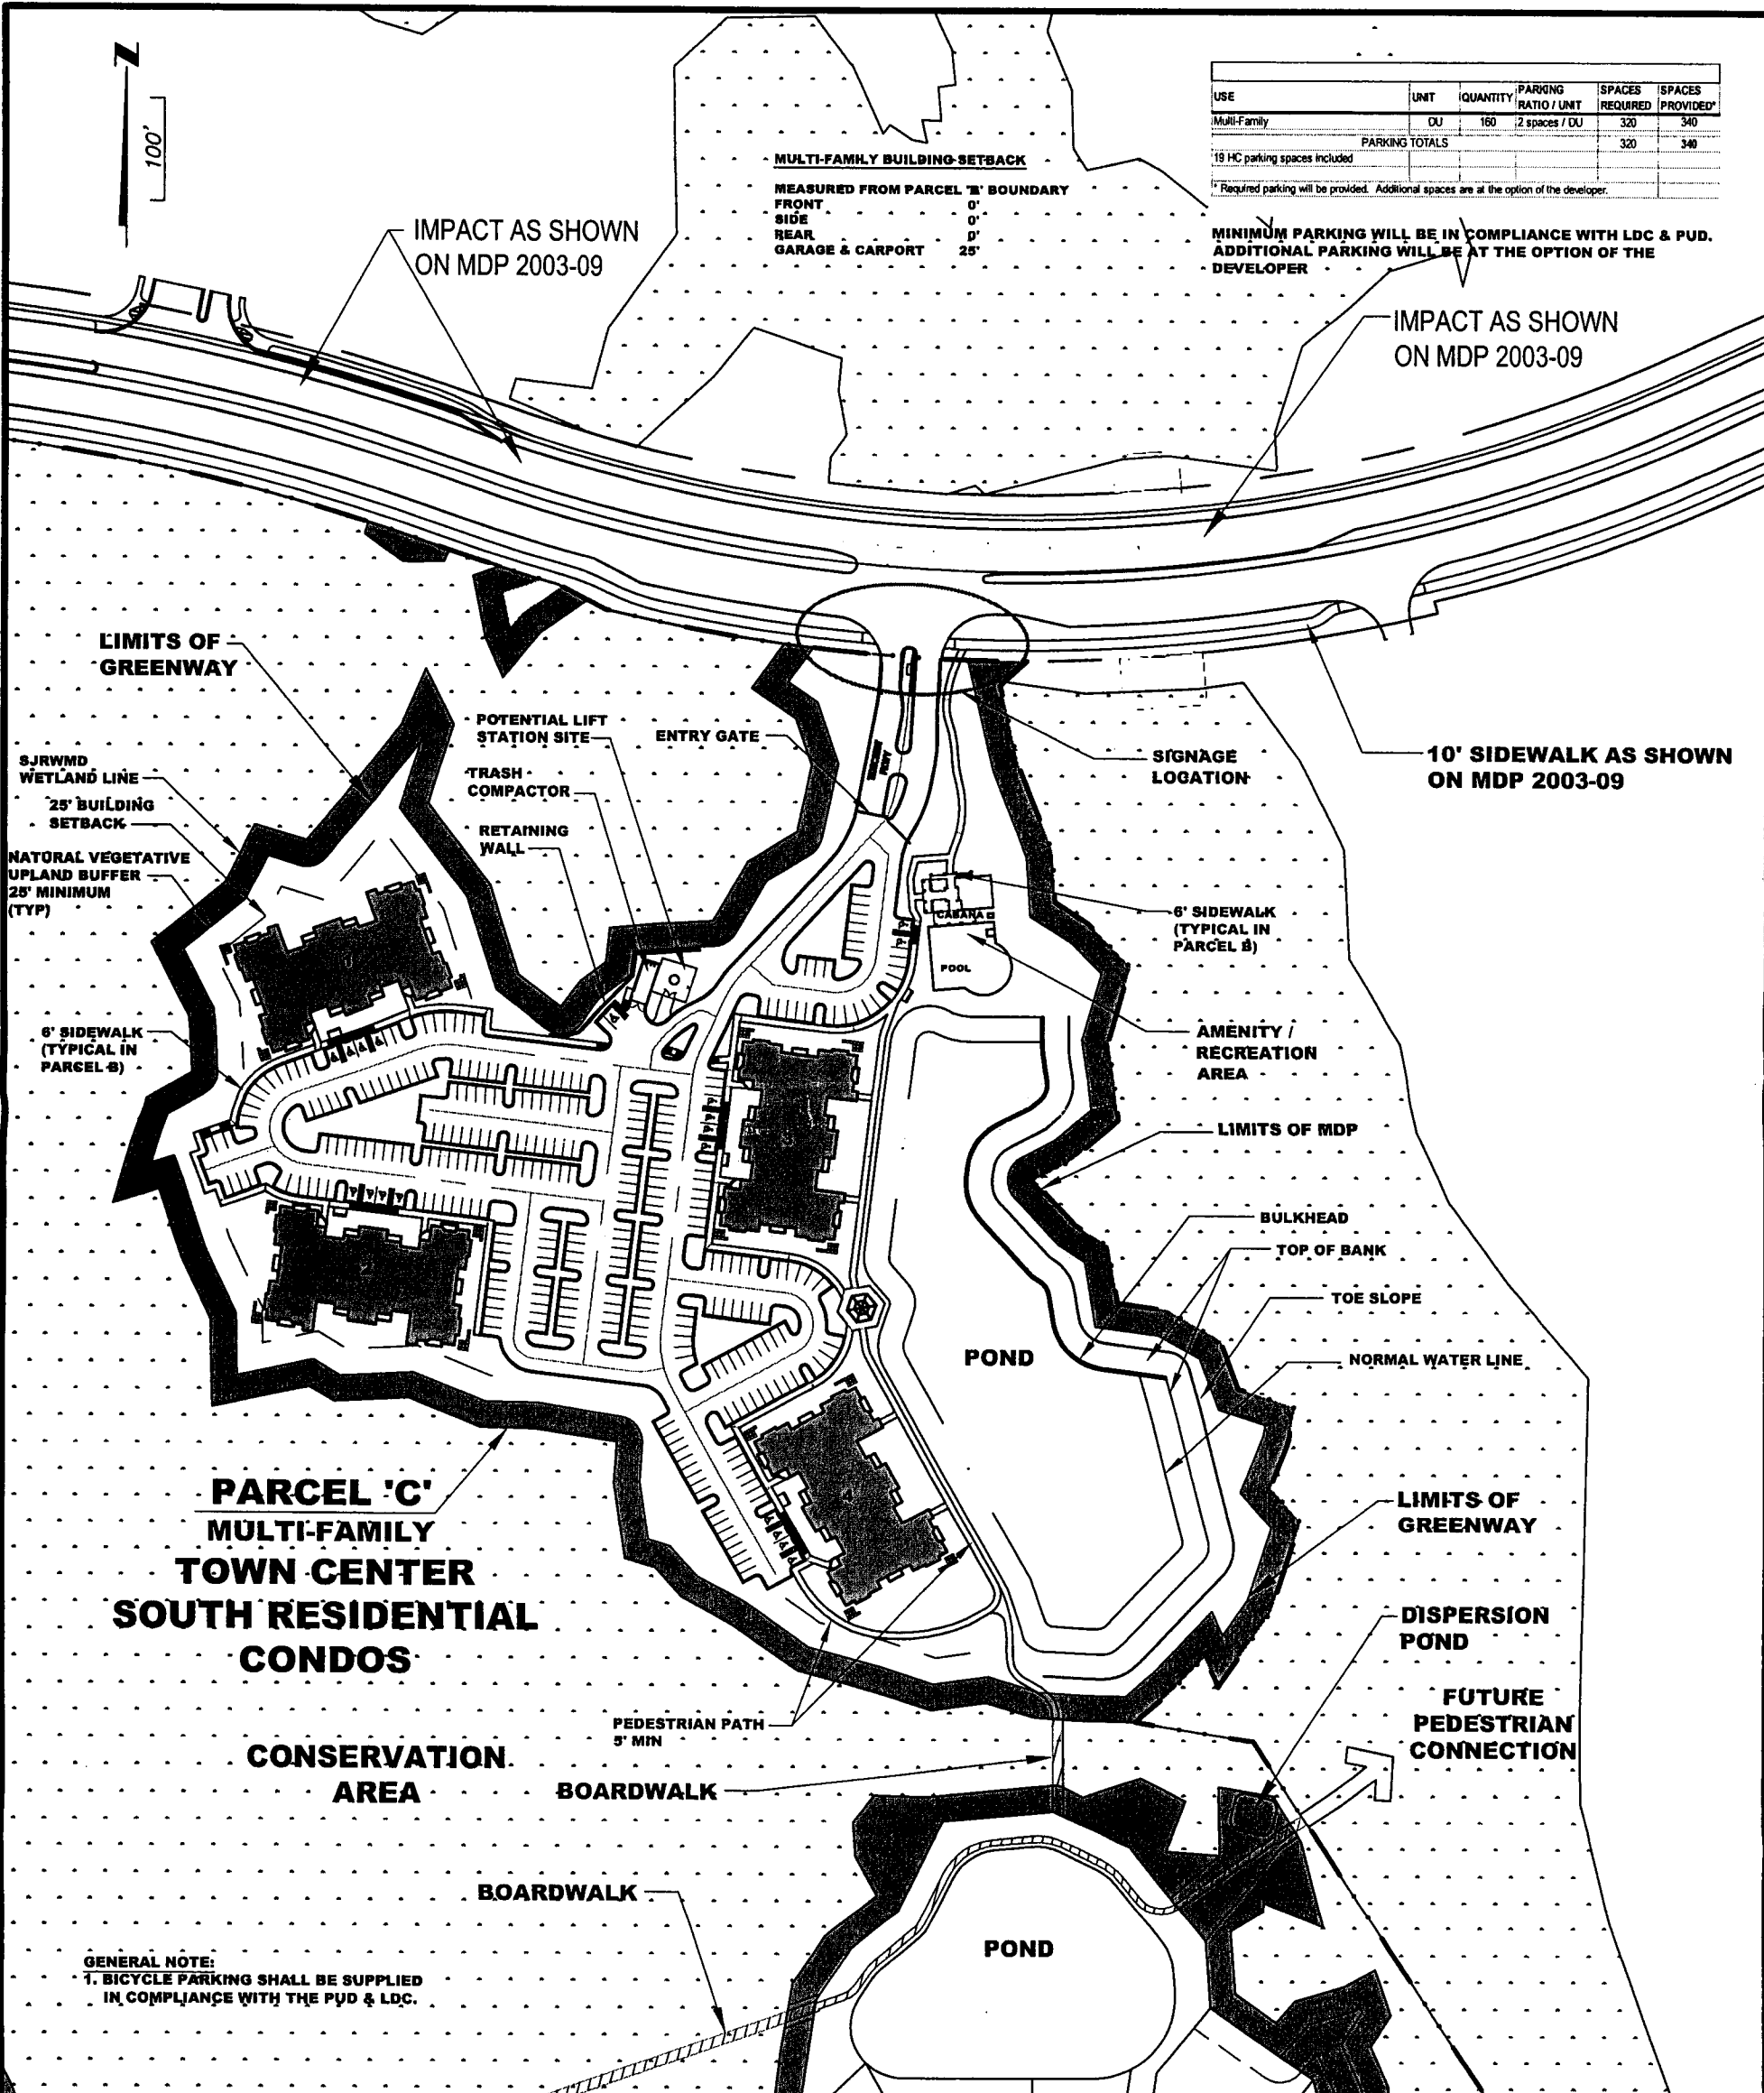 Z
100'
USE UNIT QUANTITY PARKING RATIO / UNIT SPACES REQUIRED SPACES PROVIDED*
Multi-Family DU 160 2 spaces / DU 320 340
PARKING TOTALS 320 340
19 HC parking spaces included
* Required parking will be provided. Additional spaces are at the option of the developer.
MINIMUM PARKING WILL BE IN COMPLIANCE WITH LDC & PUD.
ADDITIONAL PARKING WILL BE AT THE OPTION OF THE
DEVELOPER
MULTI-FAMILY BUILDING SETBACK
MEASURED FROM PARCEL BOUNDARY
FRONT 0'
SIDE 0'
REAR 0'
GARAGE & CARPORT 25'
IMPACT AS SHOWN
ON MDP 2003-09
IMPACT AS SHOWN
ON MDP 2003-09
LIMITS OF
GREENWAY
POTENTIAL LIFT
STATION SITE
ENTRY GATE
SIGNAGE
LOCATION
10' SIDEWALK AS SHOWN
ON MDP 2003-09
SJRWMD
WETLAND LINE
25' BUILDING
SETBACK
NATURAL VEGETATIVE
UPLAND BUFFER
25' MINIMUM
(TYP)
TRASH
COMPACTOR
RETAINING
WALL
CABANA
POOL
6' SIDEWALK
(TYPICAL IN
PARCEL B)
6' SIDEWALK
(TYPICAL IN
PARCEL B)
AMENITY /
RECREATION
AREA
LIMITS OF MDP
BULKHEAD
TOP OF BANK
TOE SLOPE
NORMAL WATER LINE
POND
PARCEL 'C'
MULTI-FAMILY
TOWN CENTER
SOUTH RESIDENTIAL
CONDOS
LIMITS OF
GREENWAY
DISPERSION
POND
FUTURE
PEDESTRIAN
CONNECTION
PEDESTRIAN PATH
5' MIN
CONSERVATION
AREA
BOARDWALK
BOARDWALK
POND
GENERAL NOTE:
1. BICYCLE PARKING SHALL BE SUPPLIED
IN COMPLIANCE WITH THE PUD & LDC.